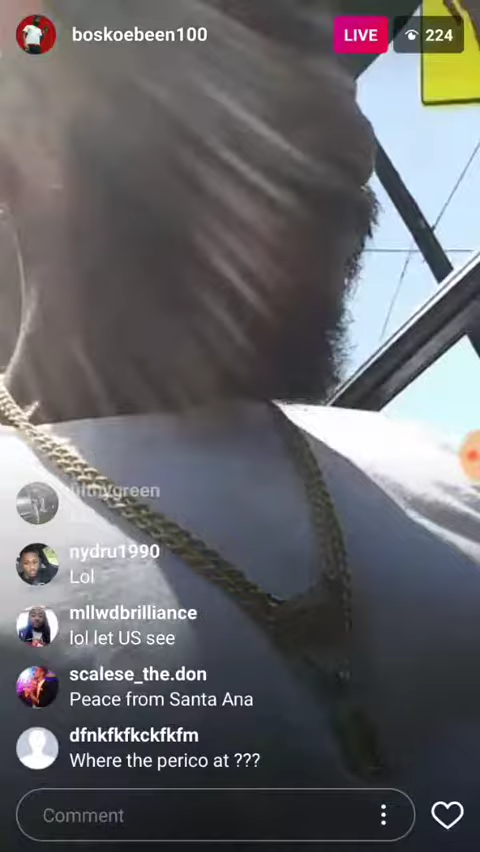 boskoebeen100
LIVE
224
nydru1990
Lol
mllwdbrilliance
lol let US see
scalese_the.don
Peace from Santa Ana
dfnkfkfkckfkfm
Where the perico at ???
Comment